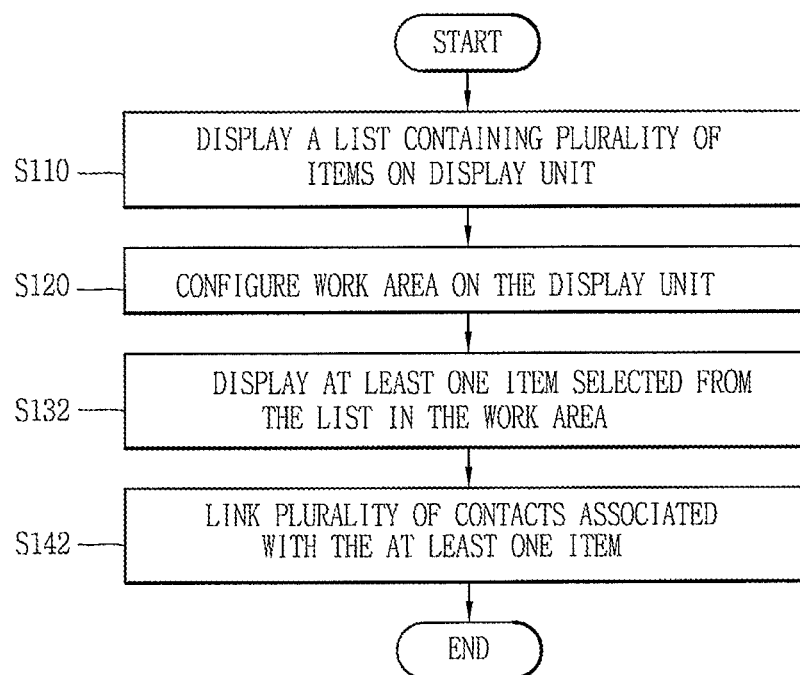 START
DISPLAY A LIST CONTAINING PLURALITY OF
ITEMS ON DISPLAY UNIT
S110
CONFIGURE WORK AREA ON THE DISPLAY UNIT
S120
DISPLAY AT LEAST ONE ITEM SELECTED FROM
THE LIST IN THE WORK AREA
S132
LINK PLURALITY OF CONTACTS ASSOCIATED
WITH THE AT LEAST ONE ITEM
S142
END